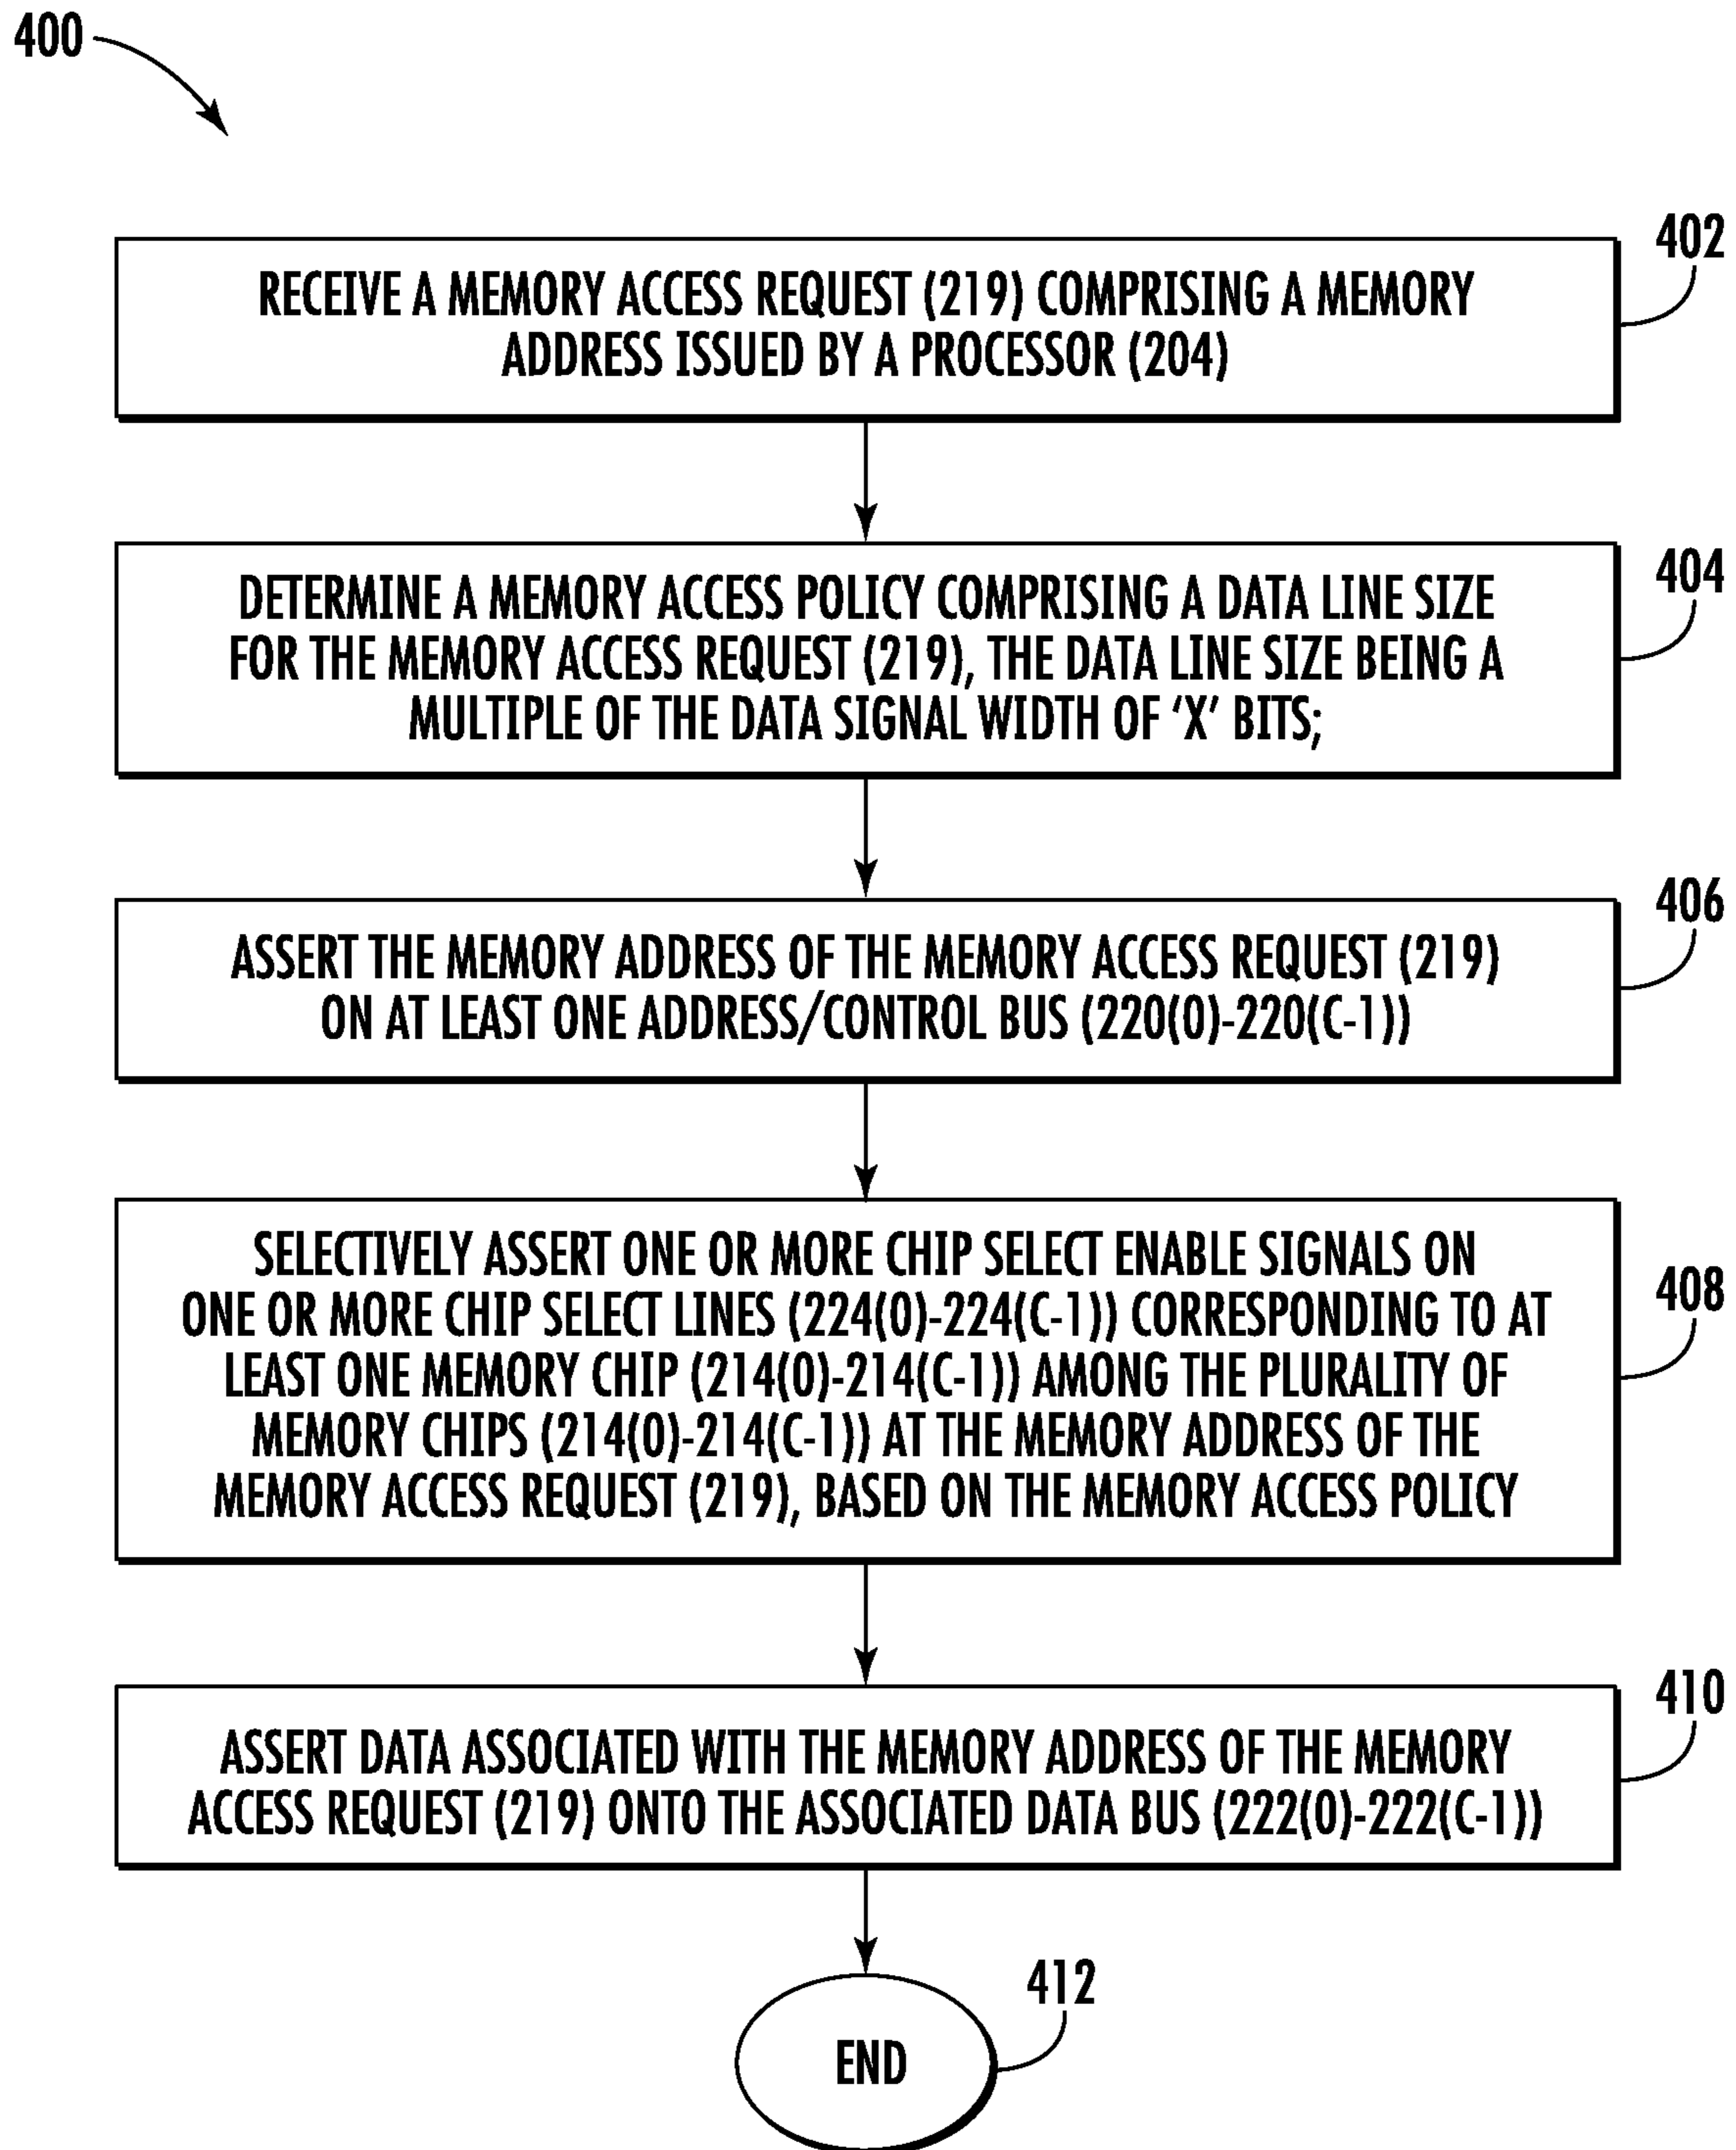 400
402
RECEIVE A MEMORY ACCESS REQUEST (219) COMPRISING A MEMORY
ADDRESS ISSUED BY A PROCESSOR (204)
404
DETERMINE A MEMORY ACCESS POLICY COMPRISING A DATA LINE SIZE
FOR THE MEMORY ACCESS REQUEST (219), THE DATA LINE SIZE BEING A
MULTIPLE OF THE DATA SIGNAL WIDTH OF ‘X’ BITS;
406
ASSERT THE MEMORY ADDRESS OF THE MEMORY ACCESS REQUEST (219)
ON AT LEAST ONE ADDRESS/CONTROL BUS (220(0)-220(C-1))
408
SELECTIVELY ASSERT ONE OR MORE CHIP SELECT ENABLE SIGNALS ON
ONE OR MORE CHIP SELECT LINES (224(0)-224(C-1)) CORRESPONDING TO AT
LEAST ONE MEMORY CHIP (214(0)-214(C-1)) AMONG THE PLURALITY OF
MEMORY CHIPS (214(0)-214(C-1)) AT THE MEMORY ADDRESS OF THE
MEMORY ACCESS REQUEST (219), BASED ON THE MEMORY ACCESS POLICY
410
ASSERT DATA ASSOCIATED WITH THE MEMORY ADDRESS OF THE MEMORY
ACCESS REQUEST (219) ONTO THE ASSOCIATED DATA BUS (222(0)-222(C-1))
412
END